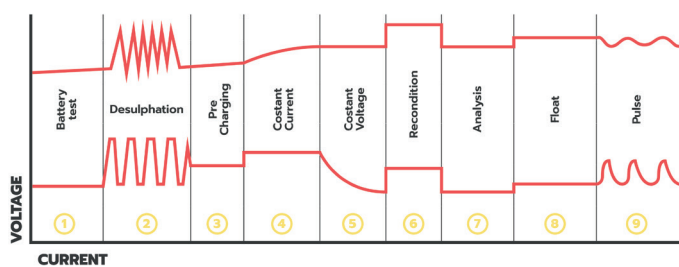 Battery
test
Desulphation
Pre
Charging
Costant
Current
Costant
Voltage
Recondition
Analysis
Float
Pulse
VOLTAGE
1
2
3
4
5
6
7
8
9
CURRENT